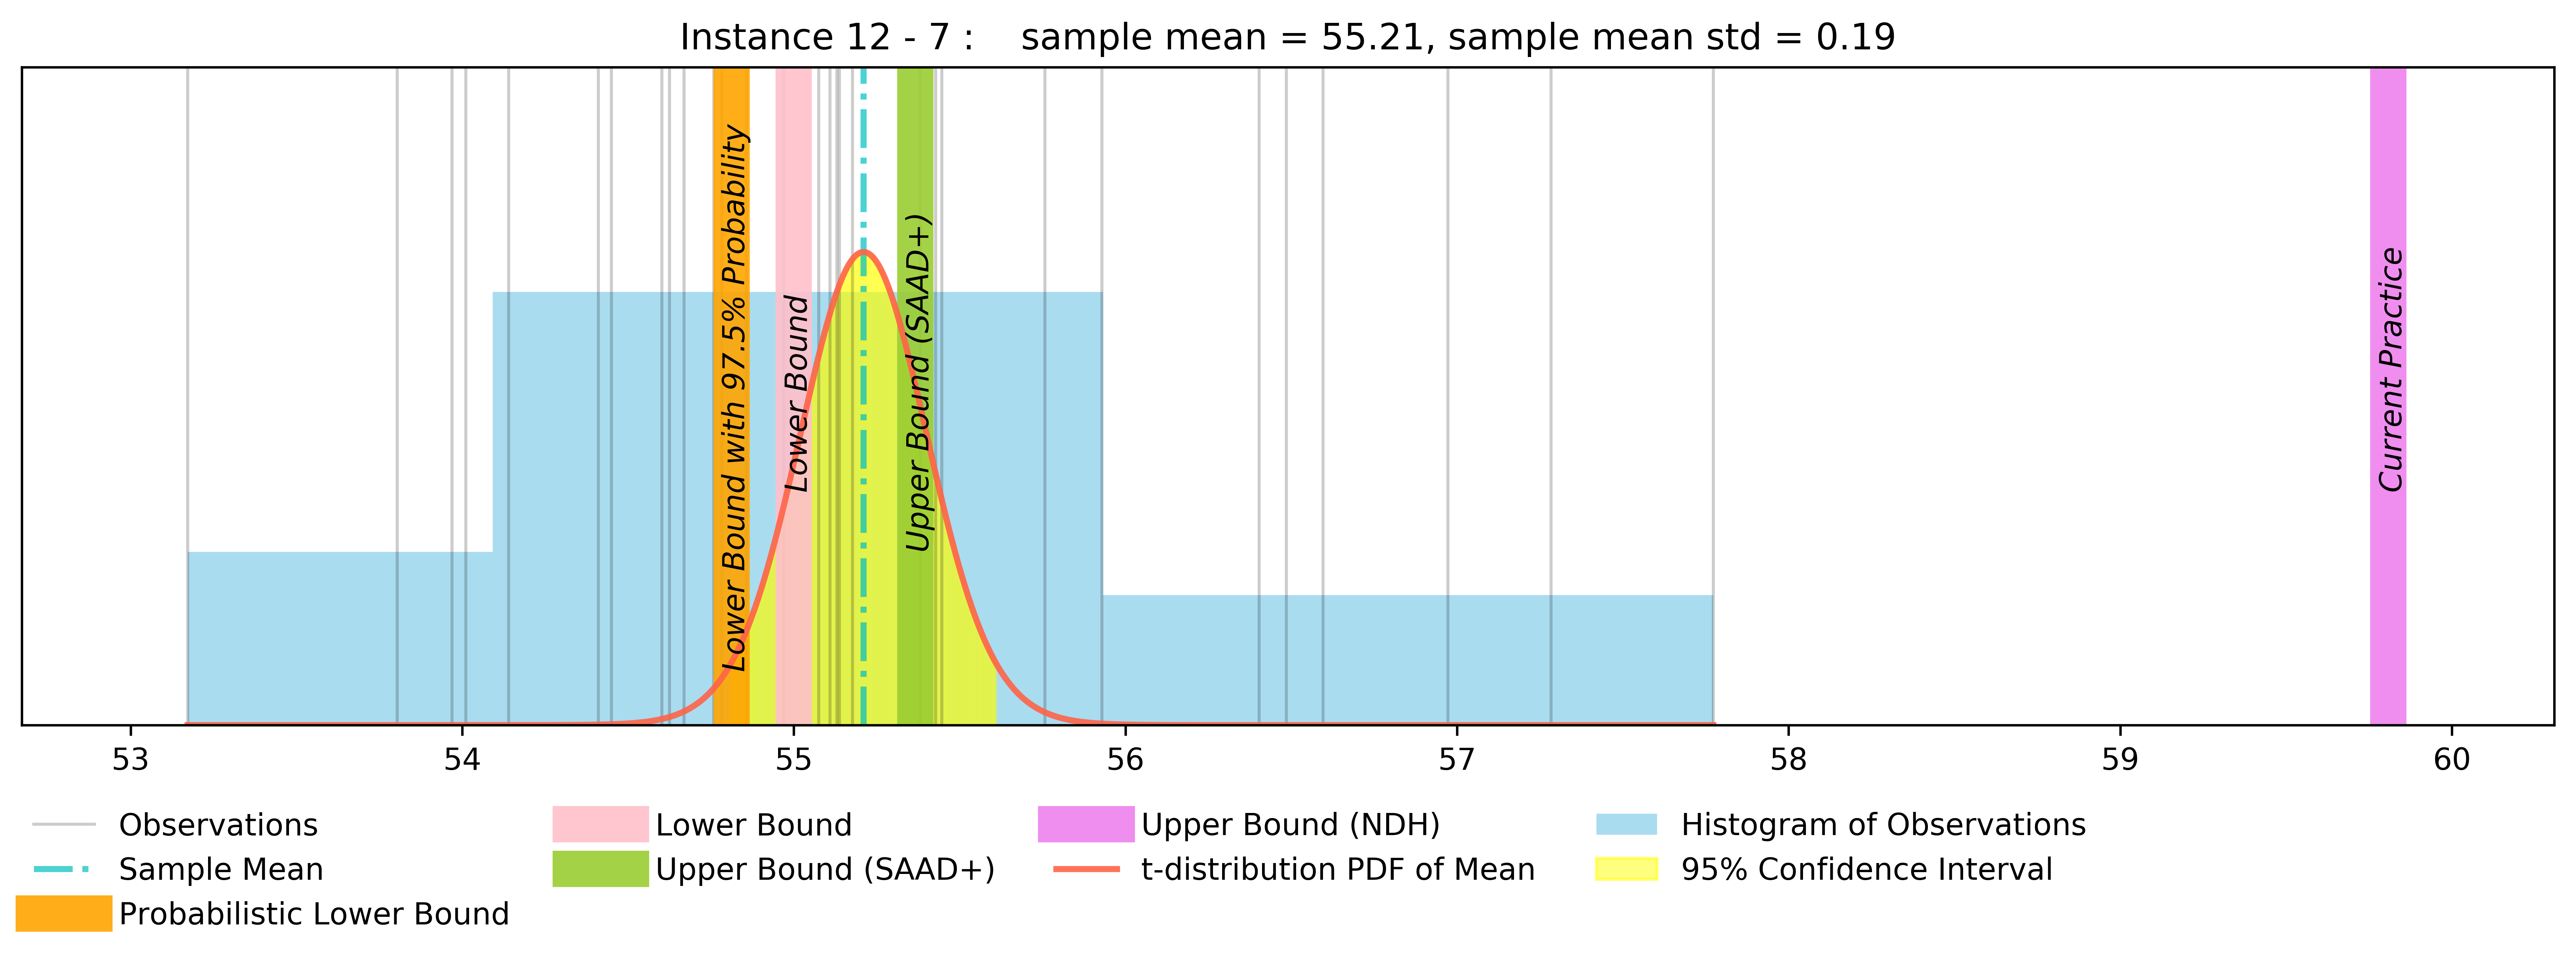 Instance 12 - 7 :    sample mean = 55.21, sample mean std = 0.19
Lower Bound with 97.5% Probability
Lower Bound
Upper Bound (SAAD+)
Current Practice
53 54 55 56 57 58 59 60
Observations
Sample Mean
Probabilistic Lower Bound
Lower Bound
Upper Bound (SAAD+)
Upper Bound (NDH)
t-distribution PDF of Mean
Histogram of Observations
95% Confidence Interval